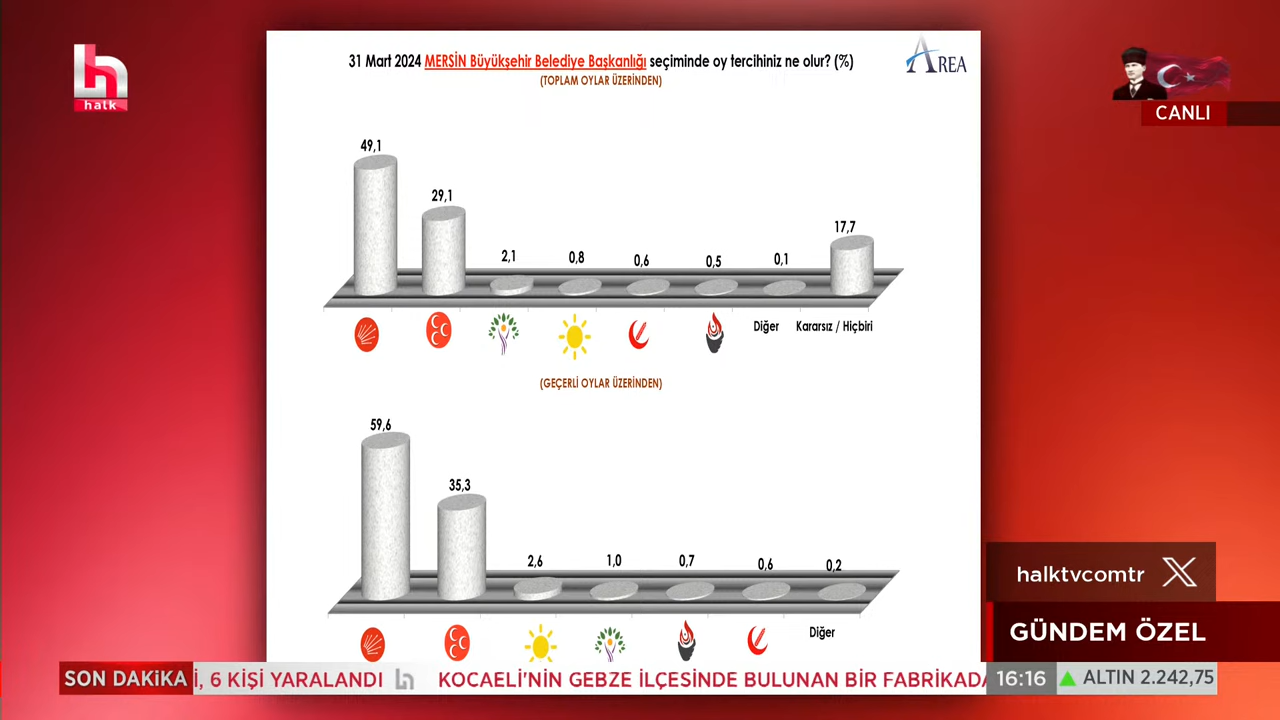 halk
31 Mart 2024 MERSİN Büyükşehir Belediye Başkanlığı seçiminde oy tercihiniz ne olur? (%)
(TOPLAM OYLAR ÜZERİNDEN)
AREA
CANLI
49,1
29,1
2,1
0,8
0,6
0,5
0,1
17,7
Diğer
Kararsız / Hiçbiri
(GEÇERLİ OYLAR ÜZERİNDEN)
59,6
35,3
2,6
1,0
0,7
0,6
0,2
Diğer
halktvcomtr X
GÜNDEM ÖZEL
SON DAKİKA İ, 6 KİŞİ YARALANDI h KOCAELİ'NİN GEBZE İLÇESİNDE BULUNAN BİR FABRİKADA 16:16 ALTIN 2.242,75